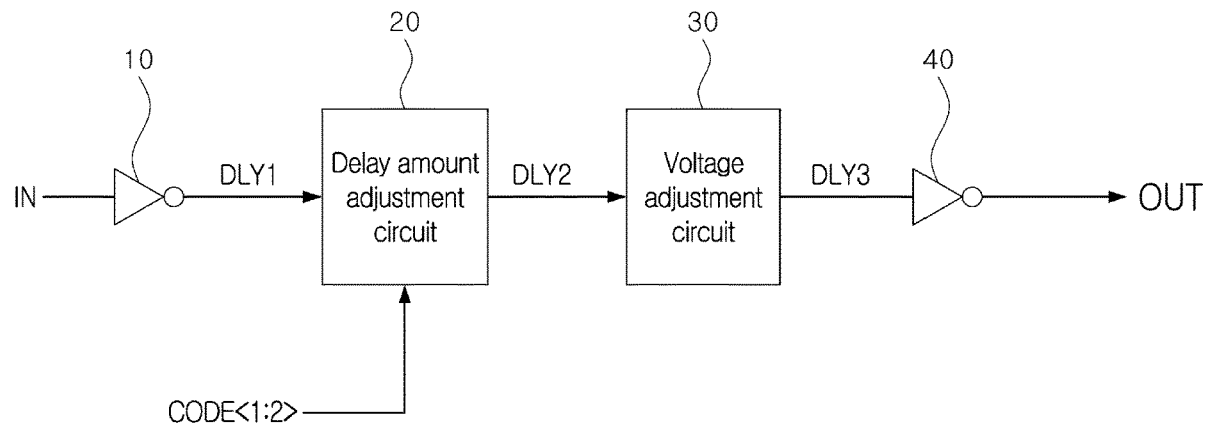 20
30
10
40
IN
DLY1
Delay amount
adjustment
circuit
DLY2
Voltage
adjustment
circuit
DLY3
OUT
CODE<1:2>